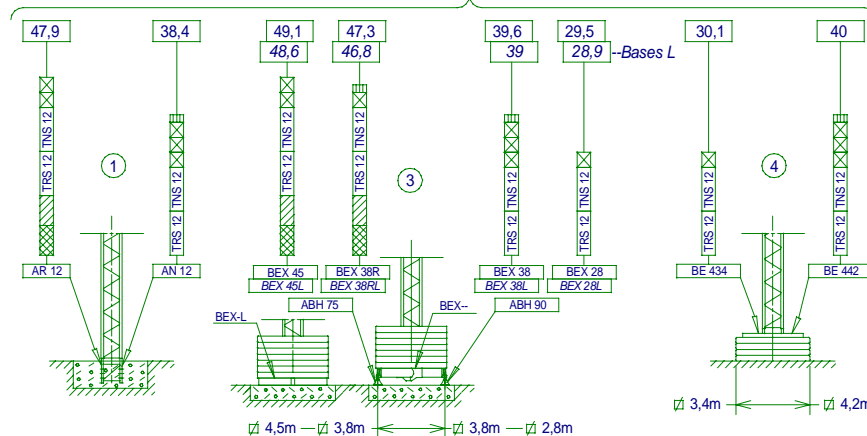 47,9 38,4 49,1 47,3 39,6 29,5 30,1 40
48,6 46,8 39 28,9 --Bases L
TNS 12 TNS 12 TNS 12
TRS 12 TRS 12 TRS 12
TNS 12 TNS 12 TNS 12
TRS 12 TRS 12 TRS 12 TRS 12 TRS 12
1 3 4
AR 12 AN 12 BEX 45 BEX 38R BEX 38 BEX 28 BE 434 BE 442
BEX 45L BEX 38RL BEX 38L BEX 28L
ABH 75 BEX-- ABH 90
BEX-L
3,4m 4,2m
4,5m 3,8m 3,8m 2,8m